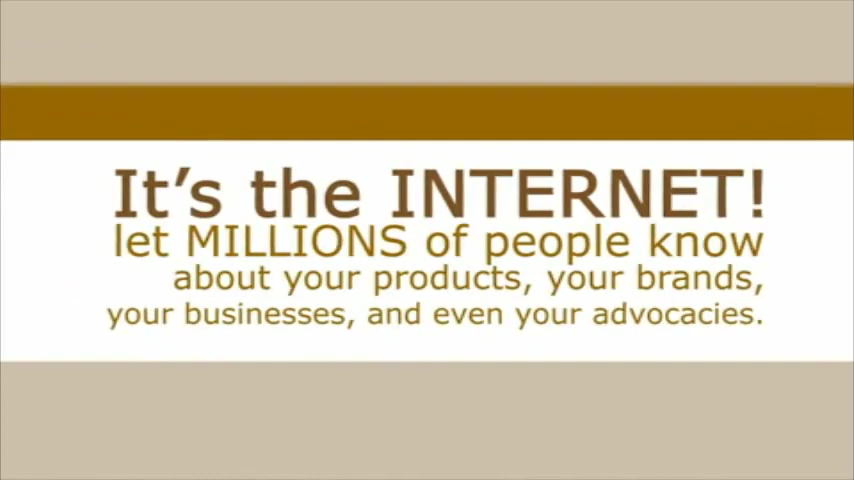 It’s the INTERNET!
let MILLIONS of people know
about your products, your brands,
your businesses, and even your advocacies.